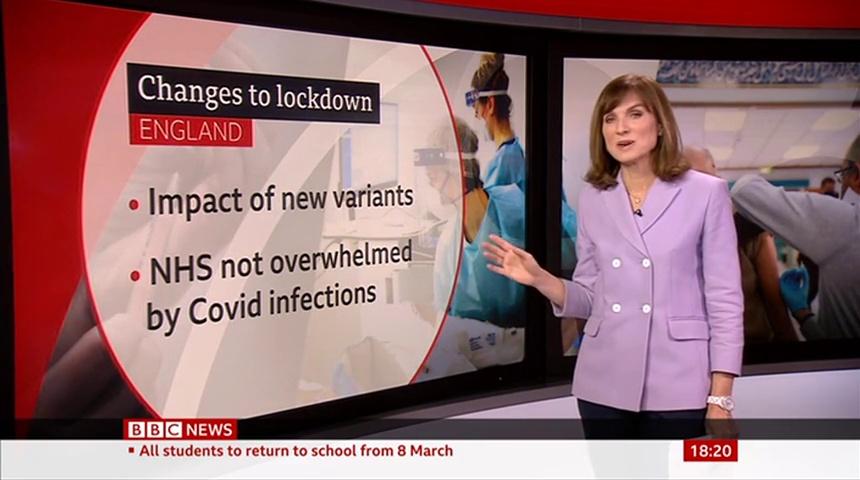 Changes to lockdown
ENGLAND
• Impact of new variants
• NHS not overwhelmed
by Covid infections
BBC NEWS
▪ All students to return to school from 8 March
18:20